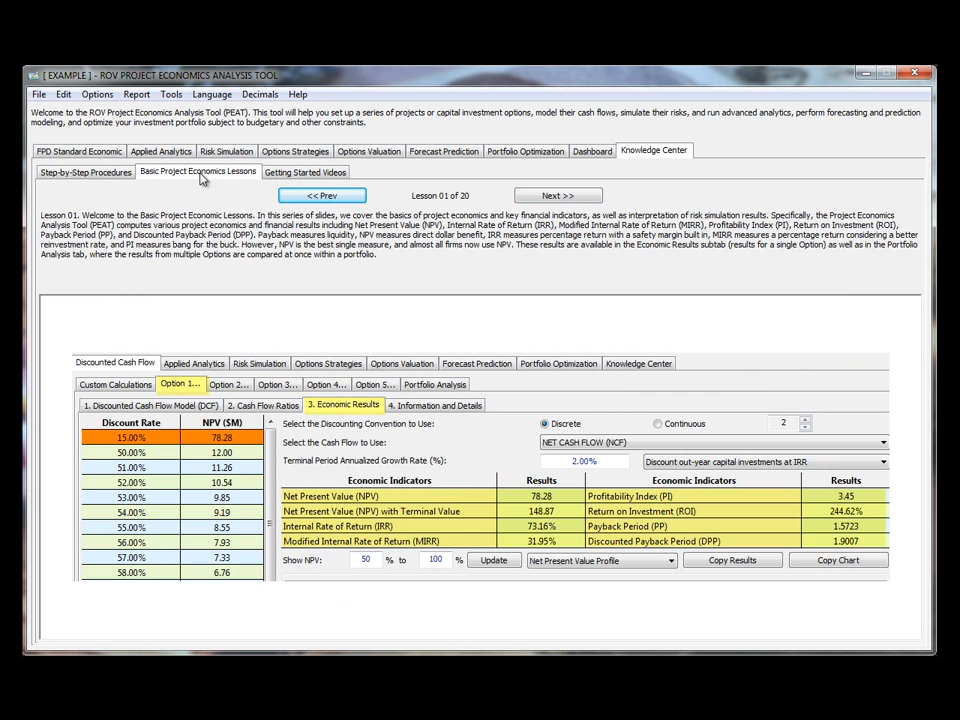 [ EXAMPLE ] - ROV PROJECT ECONOMICS ANALYSIS TOOL
File Edit Options Report Tools Language Decimals Help
Welcome to the ROV Project Economics Analysis Tool (PEAT). This tool will help you set up a series of projects or capital investment options, model their cash flows, simulate their risks, and run advanced analytics, perform forecasting and prediction
modeling, and optimize your investment portfolio subject to budgetary and other constraints.
FPD Standard Economic Applied Analytics Risk Simulation Options Strategies Options Valuation Forecast Prediction Portfolio Optimization Dashboard Knowledge Center
Step-by-Step Procedures Basic Project Economics Lessons Getting Started Videos
<< Prev Lesson 01 of 20 Next >>
Lesson 01. Welcome to the Basic Project Economic Lessons. In this series of slides, we cover the basics of project economics and key financial indicators, as well as interpretation of risk simulation results. Specifically, the Project Economics
Analysis Tool (PEAT) computes various project economics and financial results including Net Present Value (NPV), Internal Rate of Return (IRR), Modified Internal Rate of Return (MIRR), Profitability Index (PI), Return on Investment (ROI),
Payback Period (PP), and Discounted Payback Period (DPP). Payback measures liquidity, NPV measures direct dollar benefit, IRR measures percentage return with a safety margin built in, MIRR measures a percentage return considering a better
reinvestment rate, and PI measures bang for the buck. However, NPV is the best single measure, and almost all firms now use NPV. These results are available in the Economic Results subtab (results for a single Option) as well as in the Portfolio
Analysis tab, where the results from multiple Options are compared at once within a portfolio.
Discounted Cash Flow Applied Analytics Risk Simulation Options Strategies Options Valuation Forecast Prediction Portfolio Optimization Knowledge Center
Custom Calculations Option 1... Option 2... Option 3... Option 4... Option 5... Portfolio Analysis
1. Discounted Cash Flow Model (DCF) 2. Cash Flow Ratios 3. Economic Results 4. Information and Details
Discount Rate NPV ($M) Select the Discounting Convention to Use: Discrete Continuous 2
15.00% 78.28 Select the Cash Flow to Use: NET CASH FLOW (NCF)
50.00% 12.00
51.00% 11.26 Terminal Period Annualized Growth Rate (%): 2.00% Discount out-year capital investments at IRR
52.00% 10.54 Economic Indicators Results Economic Indicators Results
53.00% 9.85 Net Present Value (NPV) 78.28 Profitability Index (PI) 3.45
54.00% 9.19 Net Present Value (NPV) with Terminal Value 148.87 Return on Investment (ROI) 244.62%
55.00% 8.55 Internal Rate of Return (IRR) 73.16% Payback Period (PP) 1.5723
56.00% 7.93 Modified Internal Rate of Return (MIRR) 31.95% Discounted Payback Period (DPP) 1.9007
57.00% 7.33 Show NPV: 50 % to 100 % Update Net Present Value Profile Copy Results Copy Chart
58.00% 6.76